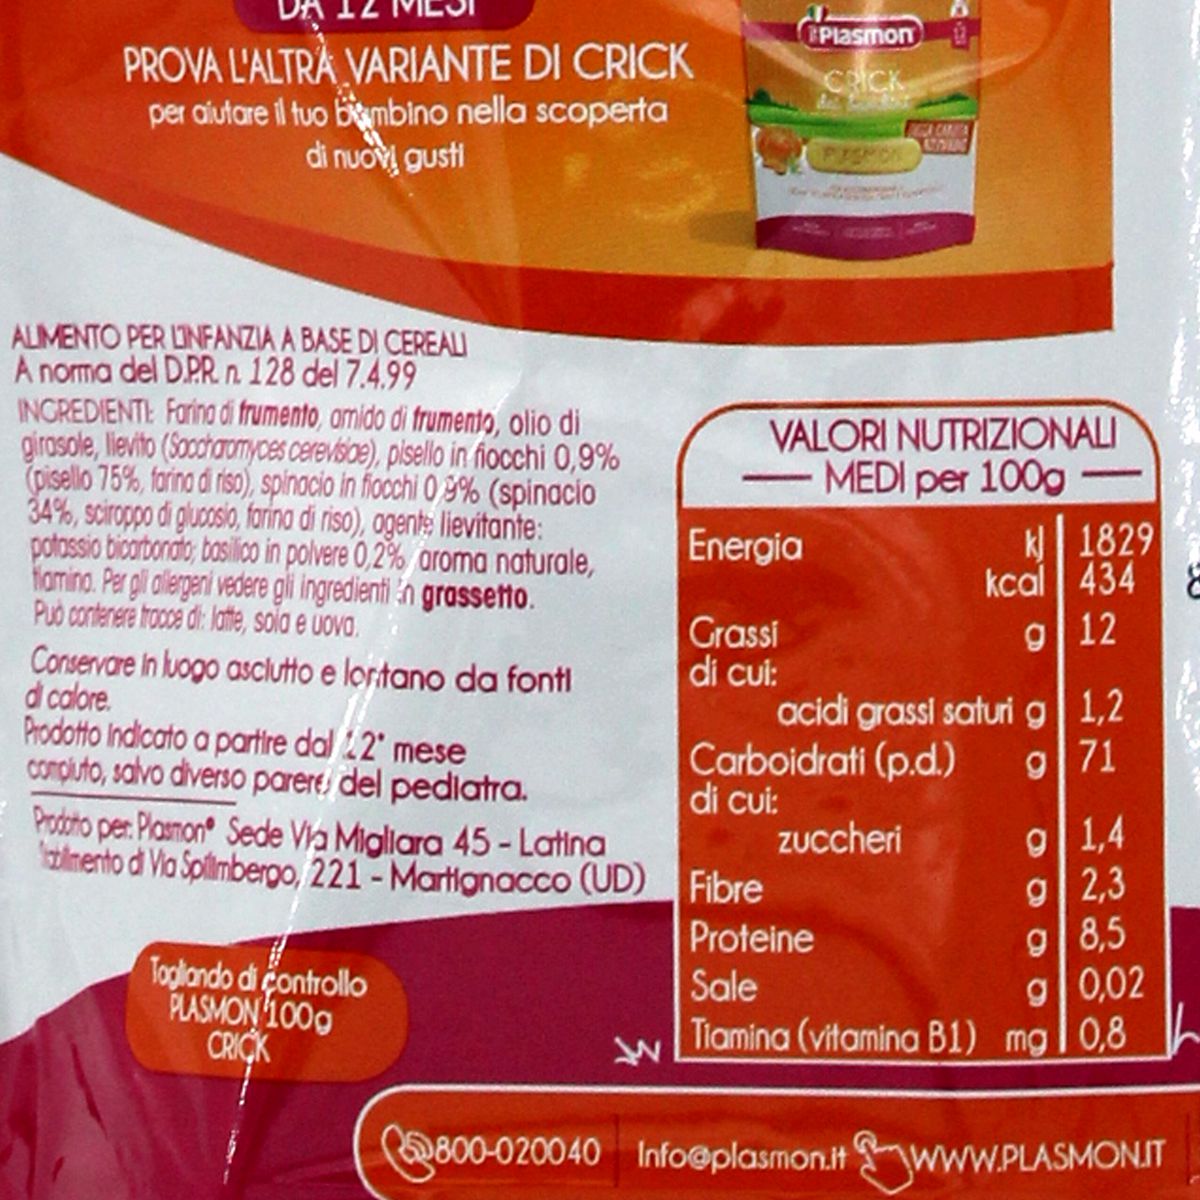 DA 12 MESI
PROVA L'ALTRA VARIANTE DI CRICK
per aiutare il tuo bambino nella scoperta
di nuovi gusti
Plasmon
CRICK
PLASMON
ALIMENTO PER L'INFANZIA A BASE DI CEREALI
A norma del D.P.R. n. 128 del 7.4.99
INGREDIENTI: Farina di frumento, amido di frumento, olio di
girasole, lievito (Saccharomyces cerevisiae), pisello in fiocchi 0,9%
(pisello 75%, farina di riso), spinacio in fiocchi 0,9% (spinacio
34%, sciroppo di glucosio, farina di riso), agente lievitante:
potassio bicarbonato; basilico in polvere 0,2%, aroma naturale,
tiamina. Per gli allergeni vedere gli ingredienti in grassetto.
Può contenere tracce di: latte, soia e uova.
Conservare in luogo asciutto e lontano da fonti
di calore.
Prodotto indicato a partire dal 12° mese
compiuto, salvo diverso parere del pediatra.
Prodotto per: Plasmon® Sede Via Migliara 45 - Latina
Stabilimento di Via Spilimbergo, 221 - Martignacco (UD)
Tagliando di controllo
PLASMON 100g
CRICK
VALORI NUTRIZIONALI
MEDI per 100g
Energia kJ 1829
kcal 434
Grassi g 12
di cui:
acidi grassi saturi g 1,2
Carboidrati (p.d.) g 71
di cui:
zuccheri g 1,4
Fibre g 2,3
Proteine g 8,5
Sale g 0,02
Tiamina (vitamina B1) mg 0,8
800-020040 Info@plasmon.it WWW.PLASMON.IT